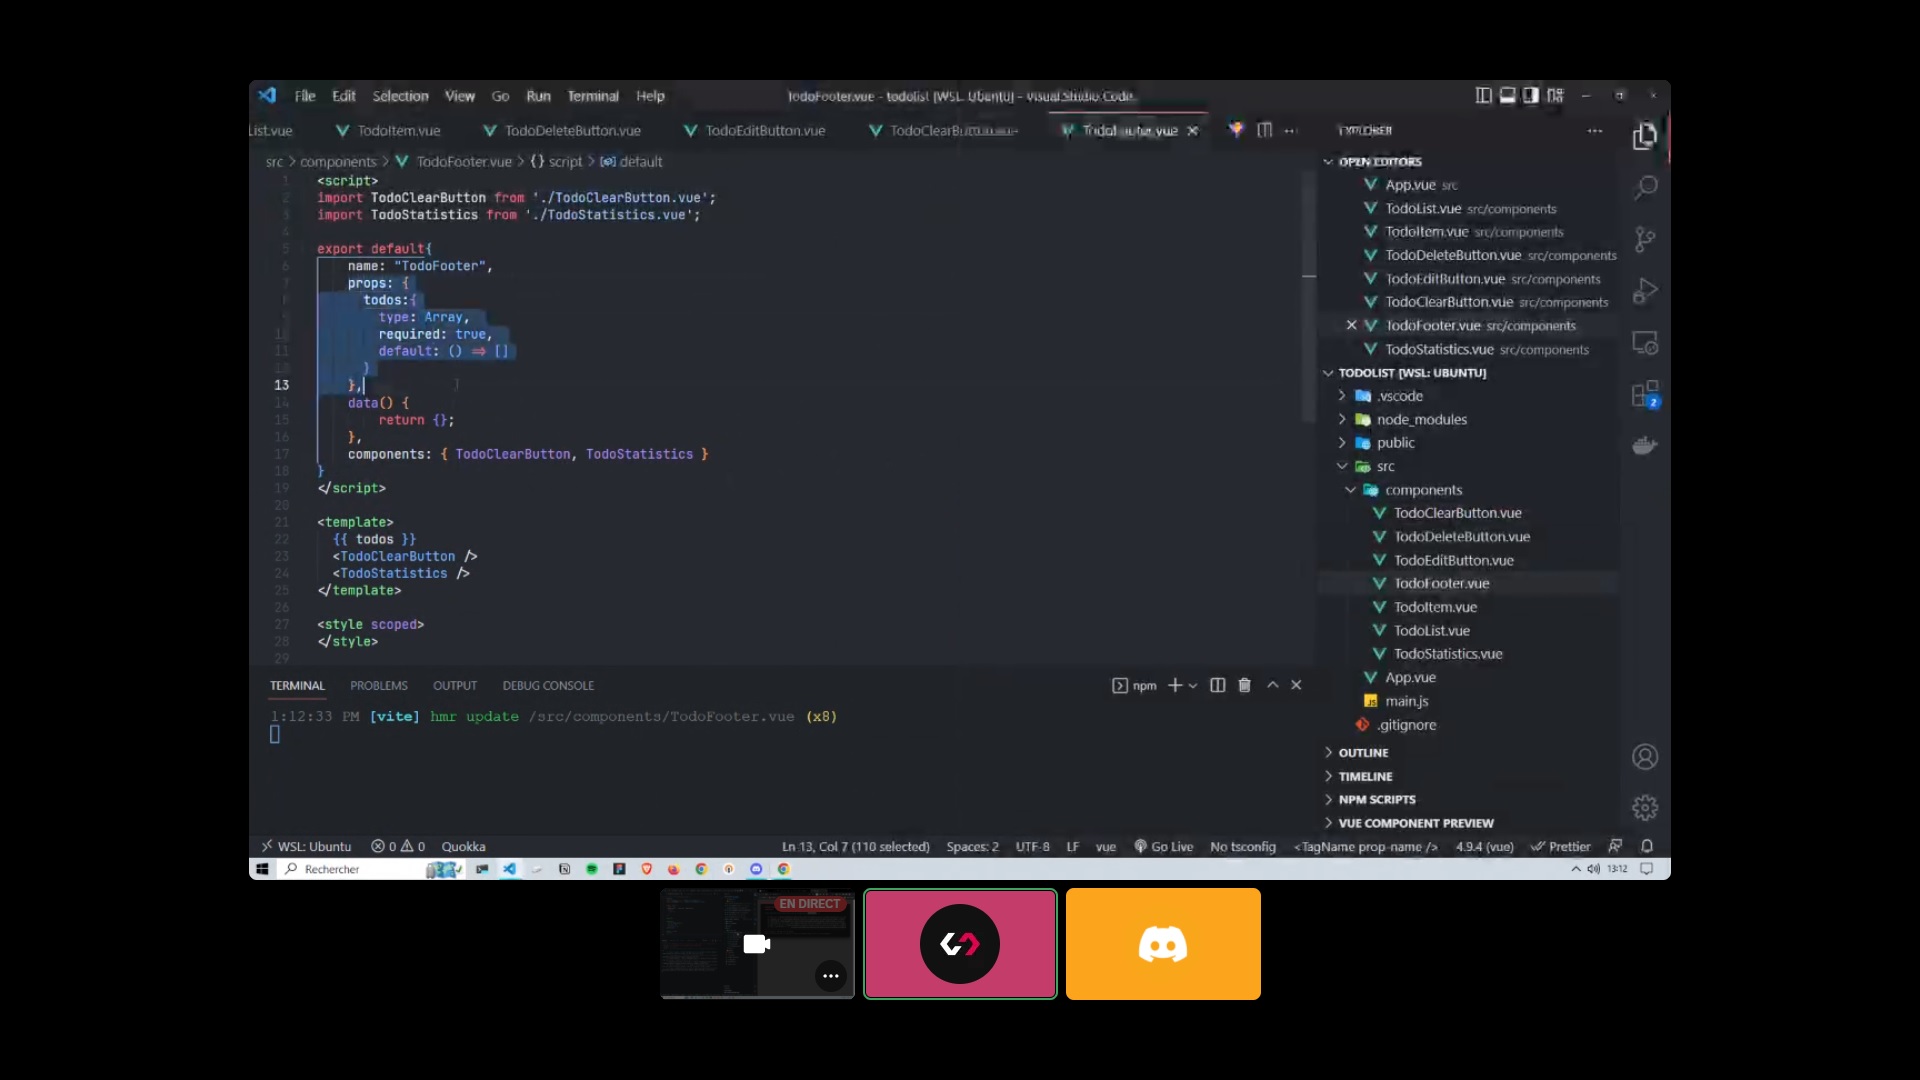 File Edit Selection View Go Run Terminal Help
TodoFooter.vue - todolist [WSL: Ubuntu] - Visual Studio Code
List.vue TodoItem.vue TodoDeleteButton.vue TodoEditButton.vue TodoClearButton.vue TodoFooter.vue
src > components > TodoFooter.vue > {} script > default
1 <script>
2 import TodoClearButton from './TodoClearButton.vue';
3 import TodoStatistics from './TodoStatistics.vue';
4
5 export default{
6 name: "TodoFooter",
7 props: {
8 todos:{
9 type: Array,
10 required: true,
11 default: () => []
12 }
13 },
14 data() {
15 return {};
16 },
17 components: { TodoClearButton, TodoStatistics }
18 }
19 </script>
20
21 <template>
22 {{ todos }}
23 <TodoClearButton />
24 <TodoStatistics />
25 </template>
26
27 <style scoped>
28 </style>
29
TERMINAL PROBLEMS OUTPUT DEBUG CONSOLE
npm
1:12:33 PM [vite] hmr update /src/components/TodoFooter.vue (x8)
EXPLORER
OPEN EDITORS
App.vue src
TodoList.vue src/components
TodoItem.vue src/components
TodoDeleteButton.vue src/components
TodoEditButton.vue src/components
TodoClearButton.vue src/components
TodoFooter.vue src/components
TodoStatistics.vue src/components
TODOLIST [WSL: UBUNTU]
.vscode
node_modules
public
src
components
TodoClearButton.vue
TodoDeleteButton.vue
TodoEditButton.vue
TodoFooter.vue
TodoItem.vue
TodoList.vue
TodoStatistics.vue
App.vue
JS main.js
.gitignore
OUTLINE
TIMELINE
NPM SCRIPTS
VUE COMPONENT PREVIEW
2
WSL: Ubuntu 0 0 Quokka Ln 13, Col 7 (110 selected) Spaces: 2 UTF-8 LF vue Go Live No tsconfig <TagName prop-name /> 4.9.4 (vue) Prettier
Rechercher 13:12
EN DIRECT